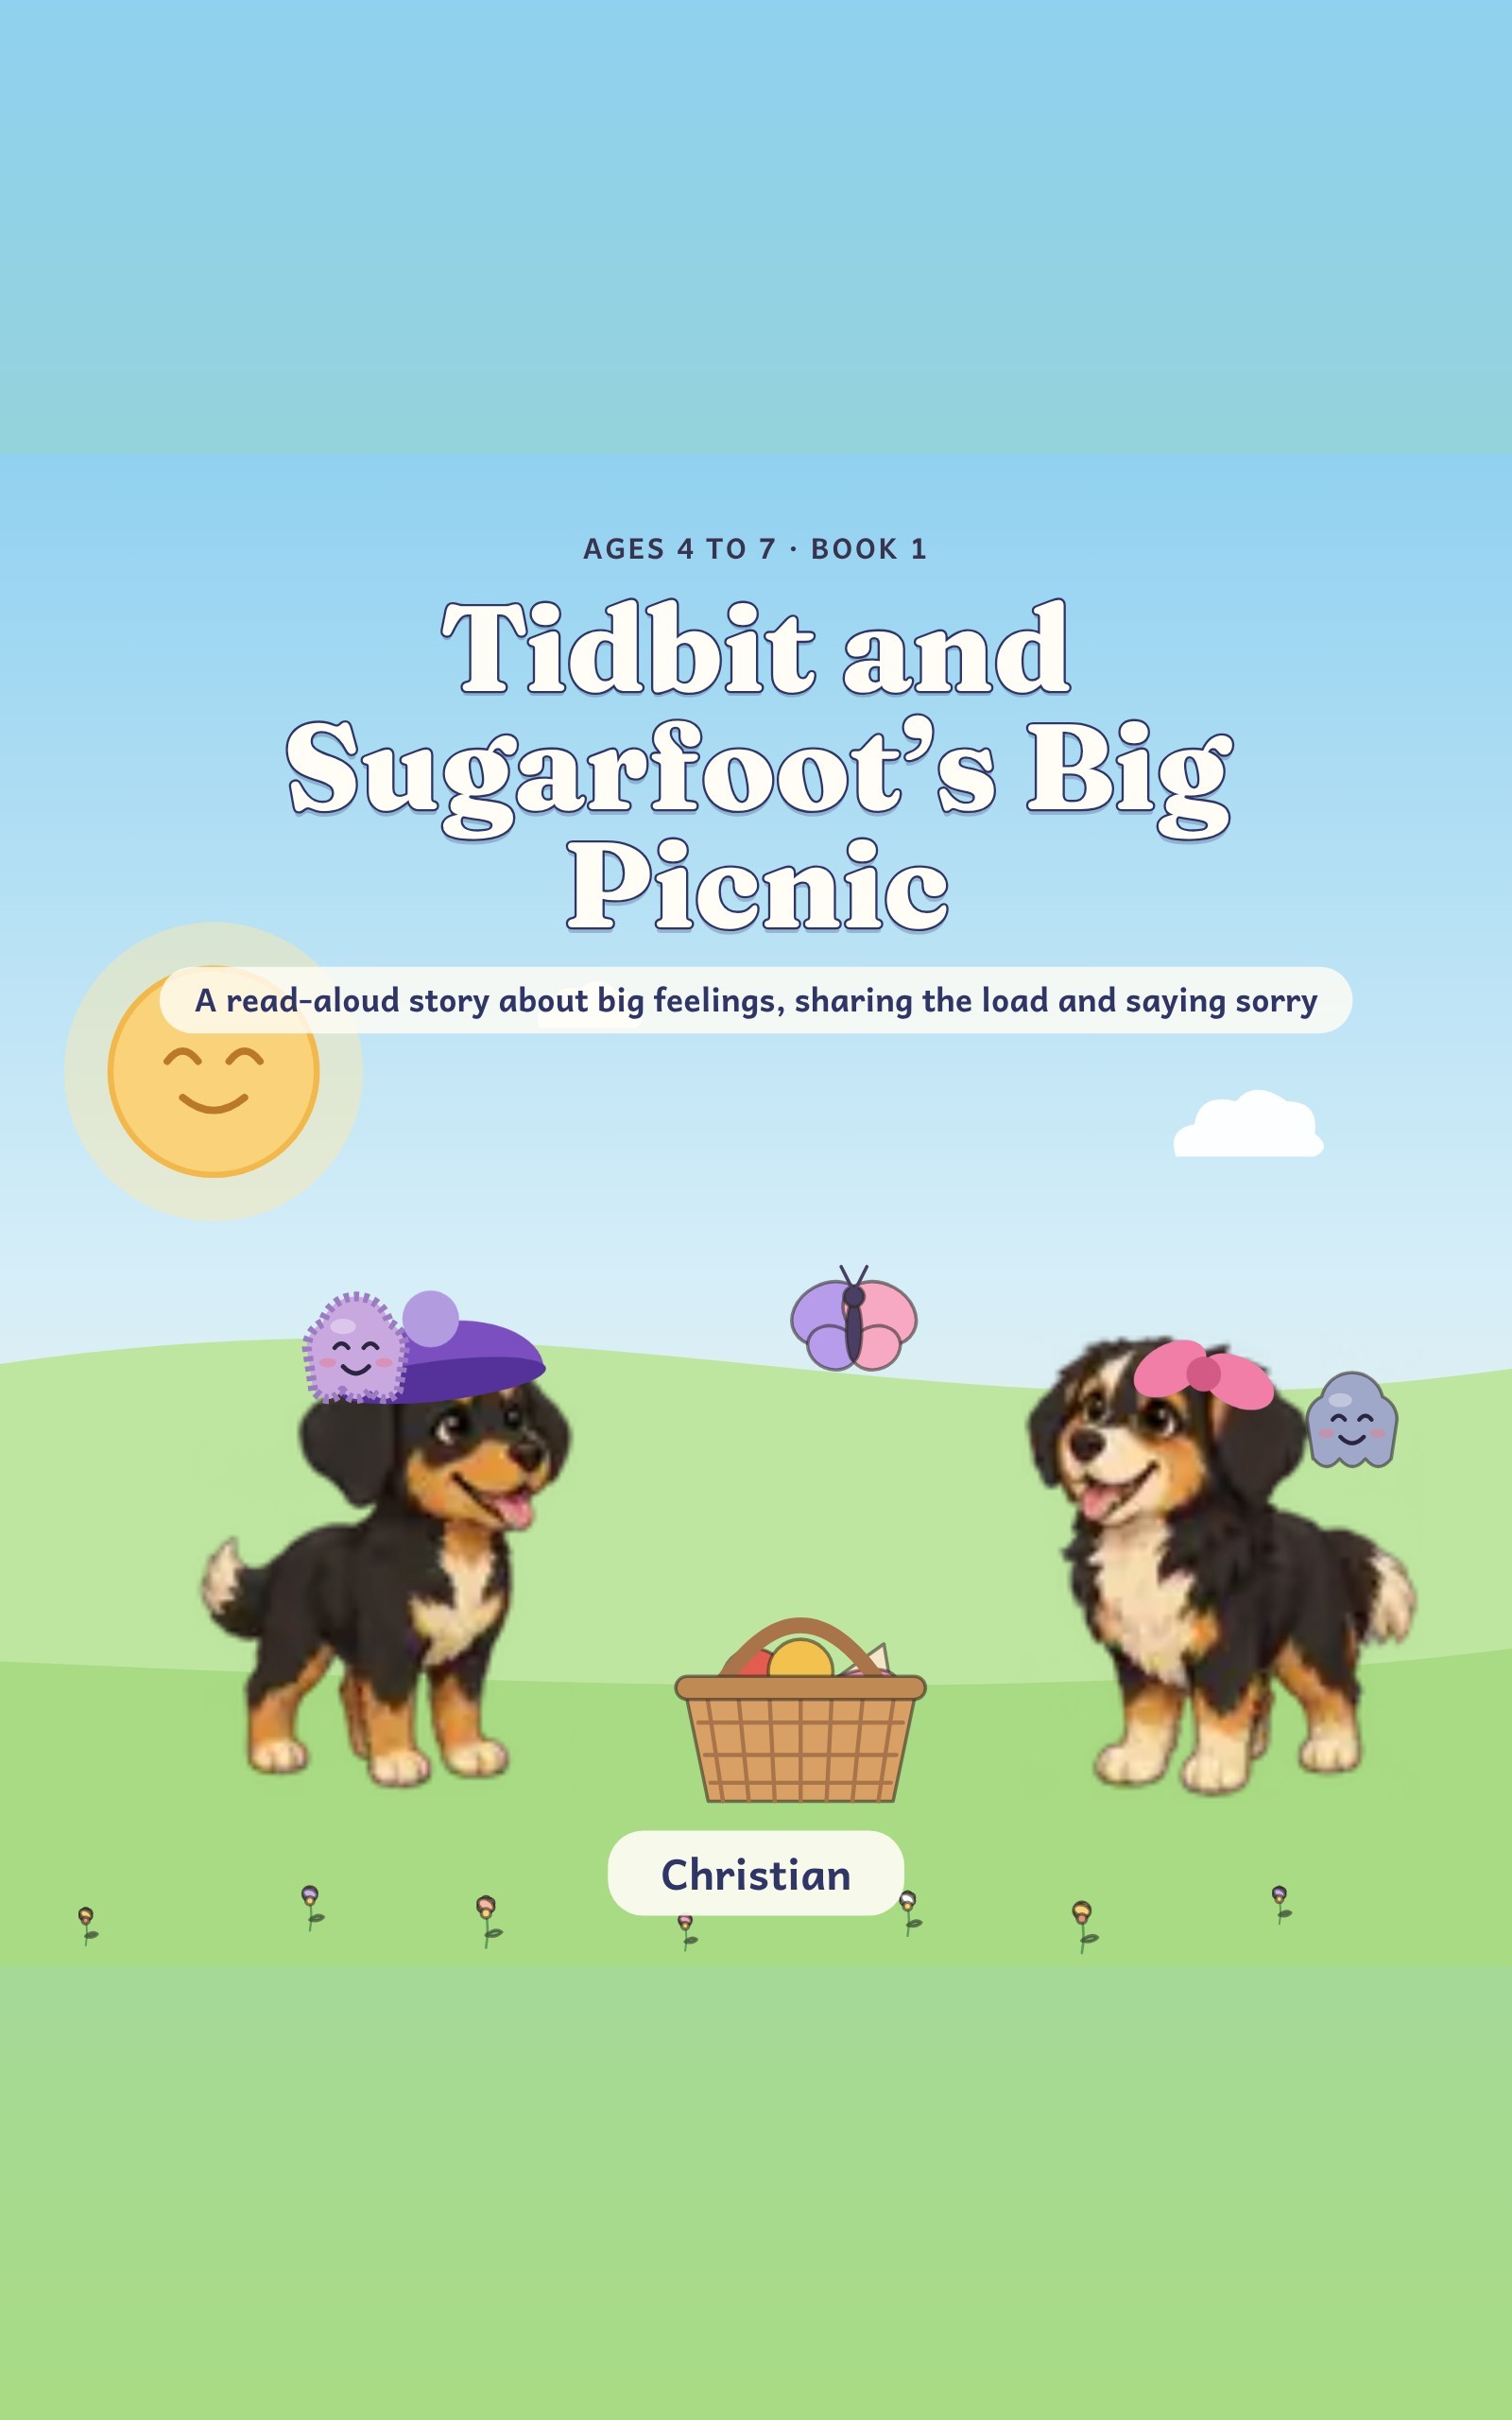 AGES 4 TO 7 · BOOK 1
Tidbit and
Sugarfoot’s Big
Picnic
A read-aloud story about big feelings, sharing the load and saying sorry
Christian